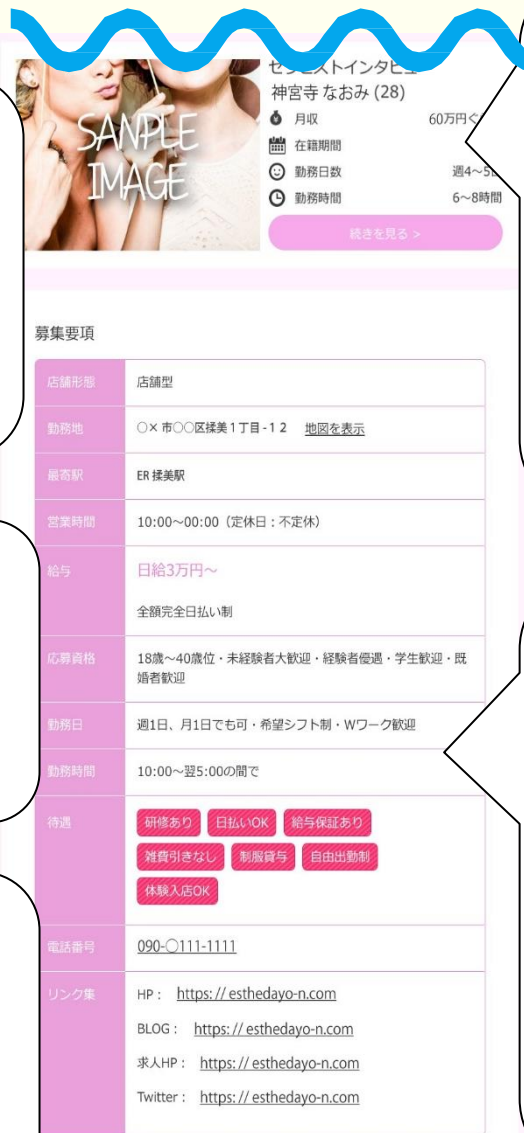 セラピストインタビュー
神宮寺 なおみ (28)
SANPLE
IMAGE
月収 60万円ぐ
在籍期間
勤務日数 週4～5
勤務時間 6～8時間
続きを見る >
募集要項
店舗形態 店舗型
勤務地 ○× 市○○区揉美１丁目-１２ 地図を表示
最寄駅 ER 揉美駅
営業時間 10:00～00:00（定休日：不定休）
給与 日給3万円～
全額完全日払い制
応募資格 18歳～40歳位・未経験者大歓迎・経験者優遇・学生歓迎・既
婚者歓迎
勤務日 週1日、月1日でも可・希望シフト制・Wワーク歓迎
勤務時間 10:00～翌5:00の間で
待遇 研修あり 日払いOK 給与保証あり
雑費引きなし 制服貸与 自由出勤制
体験入店OK
電話番号 090-○111-1111
リンク集 HP： https:// esthedayo-n.com
BLOG： https:// esthedayo-n.com
求人HP： https:// esthedayo-n.com
Twitter： https:// esthedayo-n.com